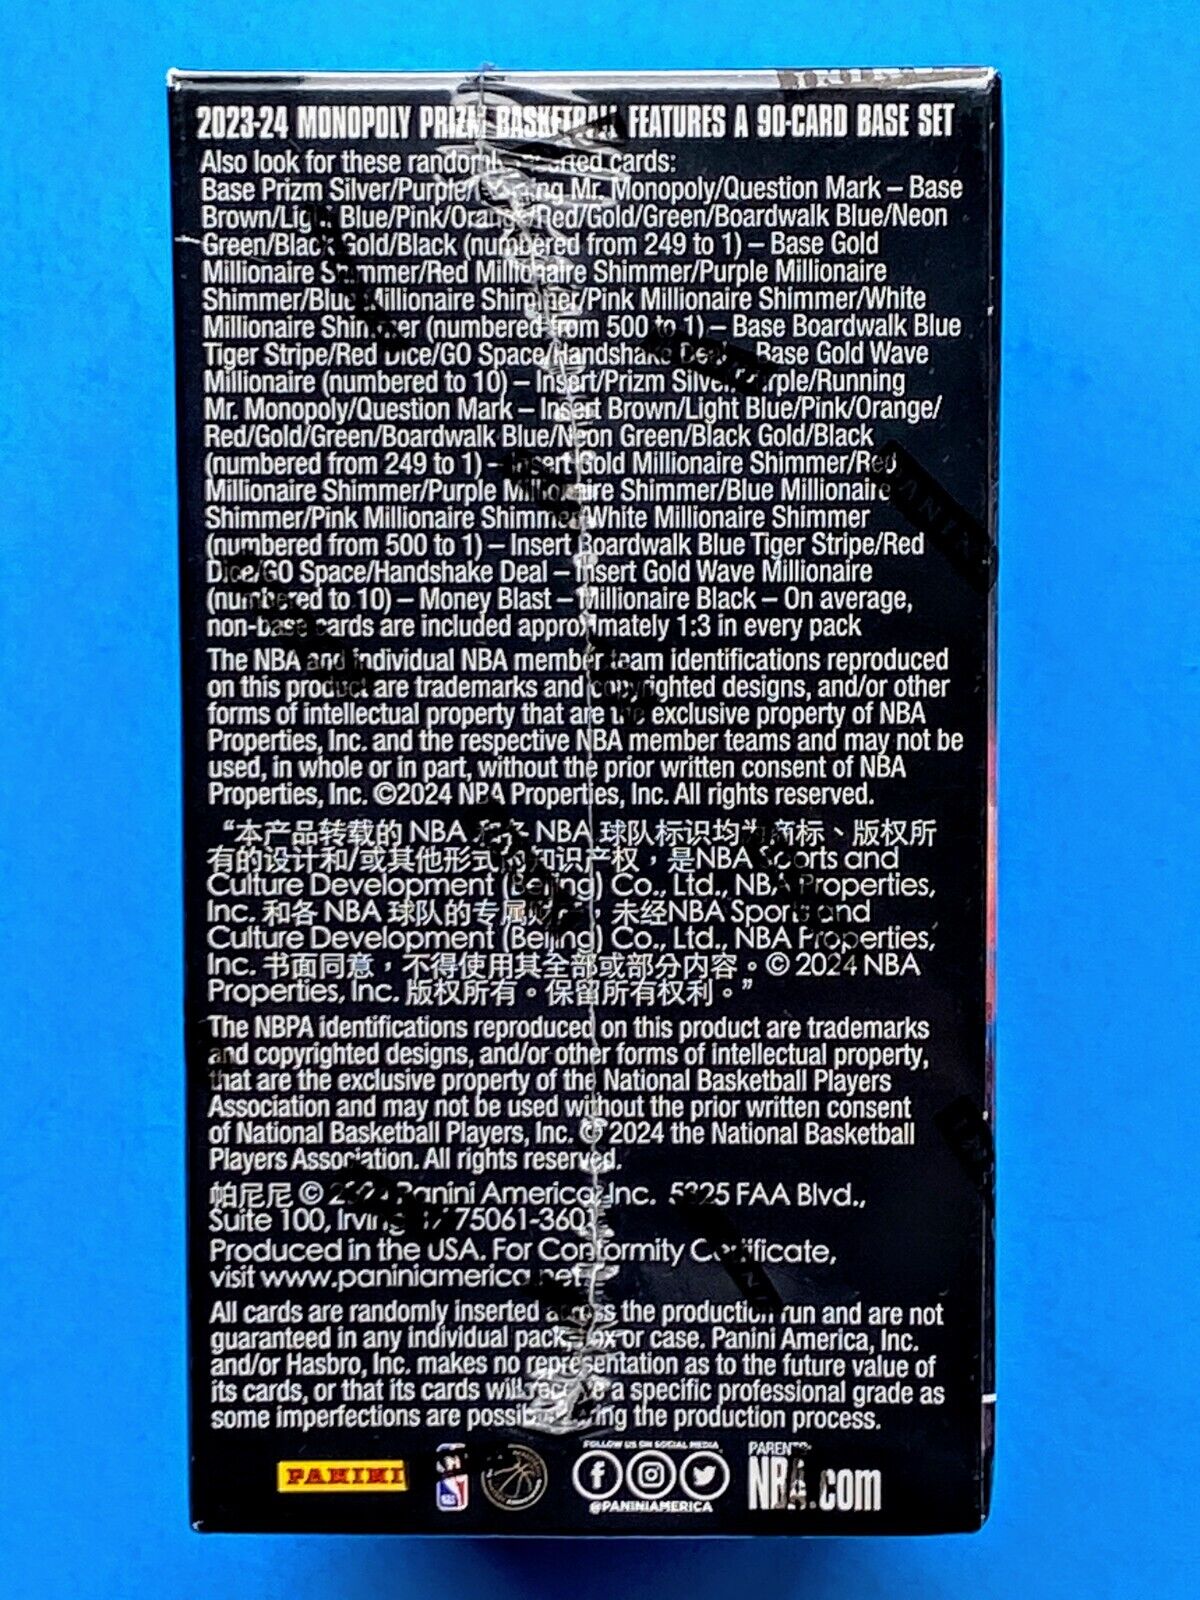 2023-24 MONOPOLY PRIZM BASKETBALL FEATURES A 90-CARD BASE SET
Also look for these randomly inserted cards:
Base Prizm Silver/Purple/Running Mr. Monopoly/Question Mark – Base
Brown/Light Blue/Pink/Orange/Red/Gold/Green/Boardwalk Blue/Neon
Green/Black Gold/Black (numbered from 249 to 1) – Base Gold
Millionaire Shimmer/Red Millionaire Shimmer/Purple Millionaire
Shimmer/Blue Millionaire Shimmer/Pink Millionaire Shimmer/White
Millionaire Shimmer (numbered from 500 to 1) – Base Boardwalk Blue
Tiger Stripe/Red Dice/GO Space/Handshake Deal – Base Gold Wave
Millionaire (numbered to 10) – Insert/Prizm Silver/Purple/Running
Mr. Monopoly/Question Mark – Insert Brown/Light Blue/Pink/Orange/
Red/Gold/Green/Boardwalk Blue/Neon Green/Black Gold/Black
(numbered from 249 to 1) – Insert Gold Millionaire Shimmer/Red
Millionaire Shimmer/Purple Millionaire Shimmer/Blue Millionaire
Shimmer/Pink Millionaire Shimmer/White Millionaire Shimmer
(numbered from 500 to 1) – Insert Boardwalk Blue Tiger Stripe/Red
Dice/GO Space/Handshake Deal – Insert Gold Wave Millionaire
(numbered to 10) – Money Blast – Millionaire Black – On average,
non-base cards are included approximately 1:3 in every pack
The NBA and individual NBA member team identifications reproduced
on this product are trademarks and copyrighted designs, and/or other
forms of intellectual property that are the exclusive property of NBA
Properties, Inc. and the respective NBA member teams and may not be
used, in whole or in part, without the prior written consent of NBA
Properties, Inc. ©2024 NBA Properties, Inc. All rights reserved.
“本产品转载的 NBA 和各 NBA 球队标识均为商标、版权所
有的设计和/或其他形式的知识产权，是NBA Sports and
Culture Development (Beijing) Co., Ltd., NBA Properties,
Inc. 和各 NBA 球队的专属财产，未经NBA Sports and
Culture Development (Beijing) Co., Ltd., NBA Properties,
Inc. 书面同意，不得使用其全部或部分内容。© 2024 NBA
Properties, Inc. 版权所有。保留所有权利。”
The NBPA identifications reproduced on this product are trademarks
and copyrighted designs, and/or other forms of intellectual property,
that are the exclusive property of the National Basketball Players
Association and may not be used without the prior written consent
of National Basketball Players, Inc. © 2024 the National Basketball
Players Association. All rights reserved.
帕尼尼 © 2024 Panini America, Inc. 5325 FAA Blvd.,
Suite 100, Irving TX 75061-3601
Produced in the USA. For Conformity Certificate,
visit www.paniniamerica.net
All cards are randomly inserted across the production run and are not
guaranteed in any individual pack, box or case. Panini America, Inc.
and/or Hasbro, Inc. makes no representation as to the future value of
its cards, or that its cards will receive a specific professional grade as
some imperfections are possible during the production process.
PANINI
FOLLOW US ON SOCIAL MEDIA
@PANINIAMERICA
PARENTS:
NBA.com